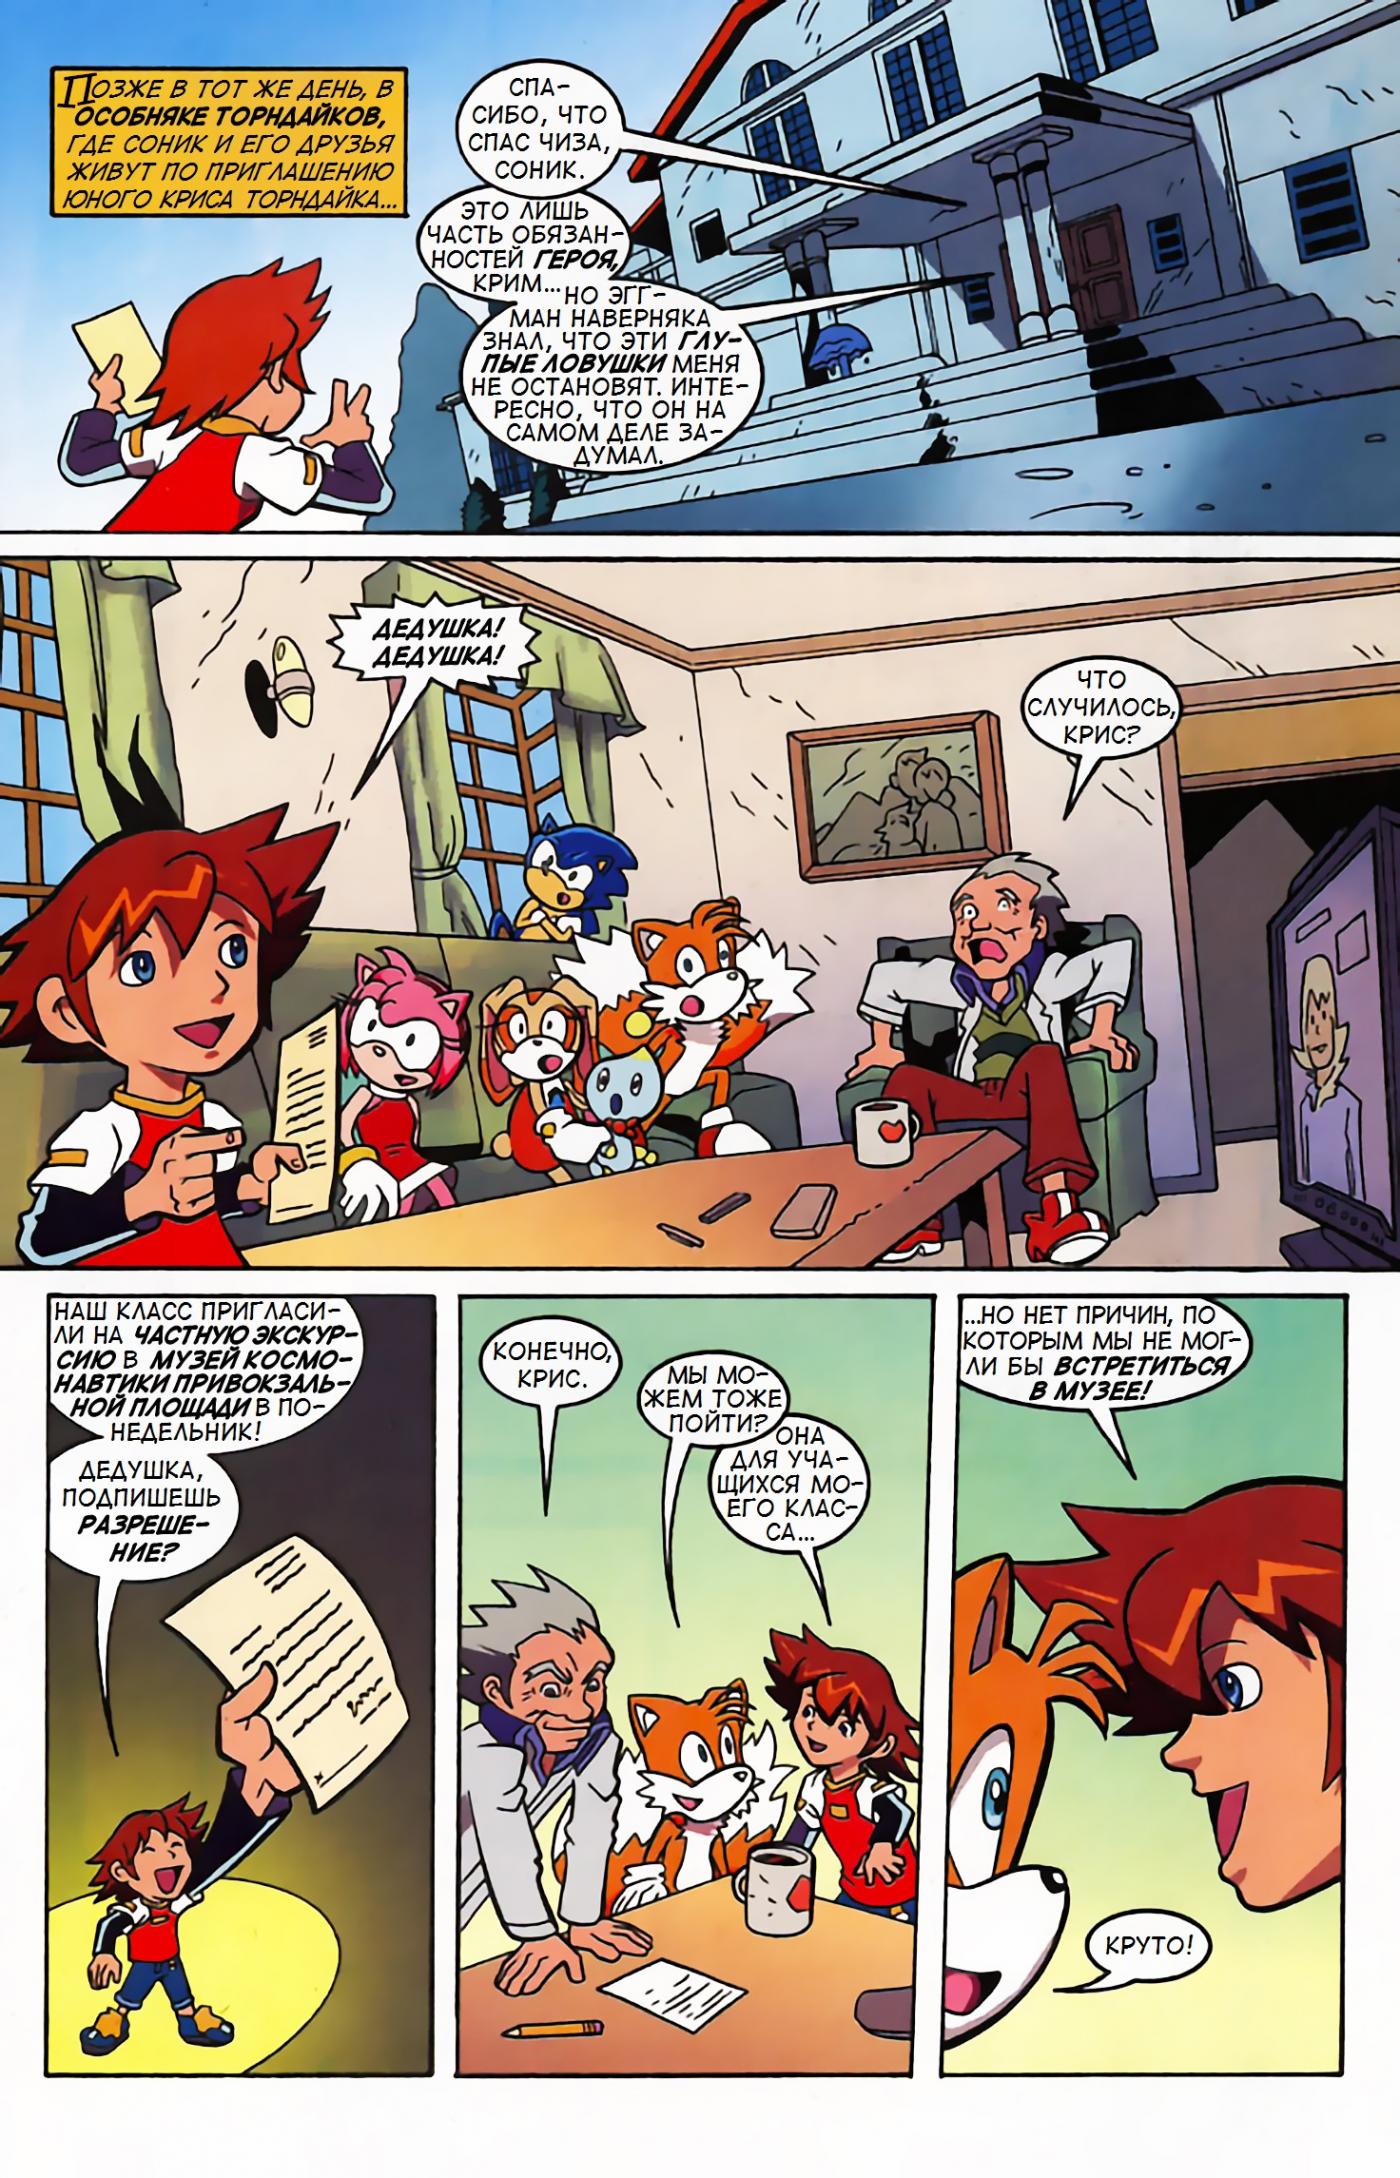 Позже в тот же день, в
особняке Торндайков,
где Соник и его друзья
живут по приглашению
юного Криса Торндайка...
СПА-
СИБО, ЧТО
СПАС ЧИЗА,
СОНИК.
ЭТО ЛИШЬ
ЧАСТЬ ОБЯЗАН-
НОСТЕЙ ГЕРОЯ,
КРИМ...
НО ЭГГ-
МАН НАВЕРНЯКА
ЗНАЛ, ЧТО ЭТИ ГЛУ-
ПЫЕ ЛОВУШКИ МЕНЯ
НЕ ОСТАНОВЯТ. ИНТЕ-
РЕСНО, ЧТО ОН НА
САМОМ ДЕЛЕ ЗА-
ДУМАЛ.
ДЕДУШКА!
ДЕДУШКА!
ЧТО
СЛУЧИЛОСЬ,
КРИС?
НАШ КЛАСС ПРИГЛАСИ-
ЛИ НА ЧАСТНУЮ ЭКСКУР-
СИЮ В МУЗЕЙ КОСМО-
НАВТИКИ ПРИВОКЗАЛЬ-
НОЙ ПЛОЩАДИ В ПО-
НЕДЕЛЬНИК!
ДЕДУШКА,
ПОДПИШЕШЬ
РАЗРЕШЕ-
НИЕ?
КОНЕЧНО,
КРИС.
МЫ МО-
ЖЕМ ТОЖЕ
ПОЙТИ?
ОНА
ДЛЯ УЧА-
ЩИХСЯ МО-
ЕГО КЛАС-
СА...
...НО НЕТ ПРИЧИН, ПО
КОТОРЫМ МЫ НЕ МОГ-
ЛИ БЫ ВСТРЕТИТЬСЯ
В МУЗЕЕ!
КРУТО!